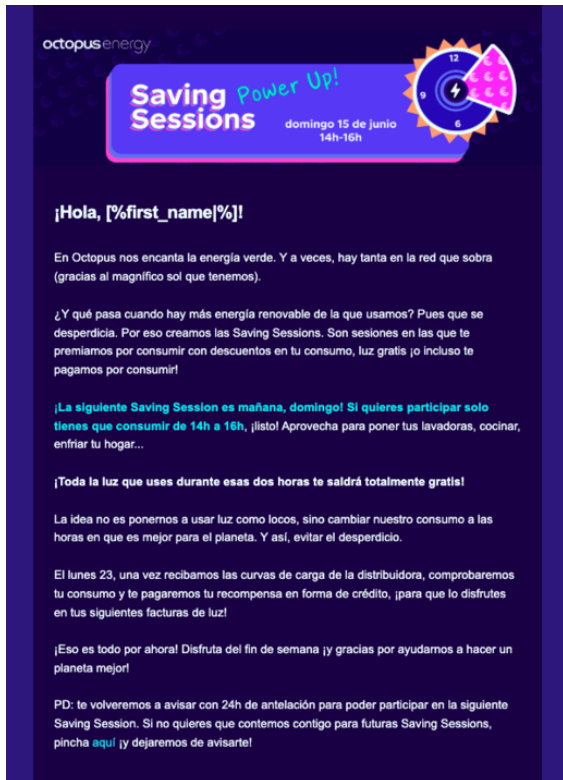 octopusenergy
Saving Power Up!
Sessions
domingo 15 de junio
14h-16h
12
9
6
¡Hola, [%first_name|%]!
En Octopus nos encanta la energía verde. Y a veces, hay tanta en la red que sobra
(gracias al magnífico sol que tenemos).
¿Y qué pasa cuando hay más energía renovable de la que usamos? Pues que se
desperdicia. Por eso creamos las Saving Sessions. Son sesiones en las que te
premiamos por consumir con descuentos en tu consumo, luz gratis ¡o incluso te
pagamos por consumir!
¡La siguiente Saving Session es mañana, domingo! Si quieres participar solo
tienes que consumir de 14h a 16h, ¡listo! Aprovecha para poner tus lavadoras, cocinar,
enfriar tu hogar...
¡Toda la luz que uses durante esas dos horas te saldrá totalmente gratis!
La idea no es ponernos a usar luz como locos, sino cambiar nuestro consumo a las
horas en que es mejor para el planeta. Y así, evitar el desperdicio.
El lunes 23, una vez recibamos las curvas de carga de la distribuidora, comprobaremos
tu consumo y te pagaremos tu recompensa en forma de crédito, ¡para que lo disfrutes
en tus siguientes facturas de luz!
¡Eso es todo por ahora! Disfruta del fin de semana ¡y gracias por ayudarnos a hacer un
planeta mejor!
PD: te volveremos a avisar con 24h de antelación para poder participar en la siguiente
Saving Session. Si no quieres que contemos contigo para futuras Saving Sessions,
pincha aquí ¡y dejaremos de avisarte!